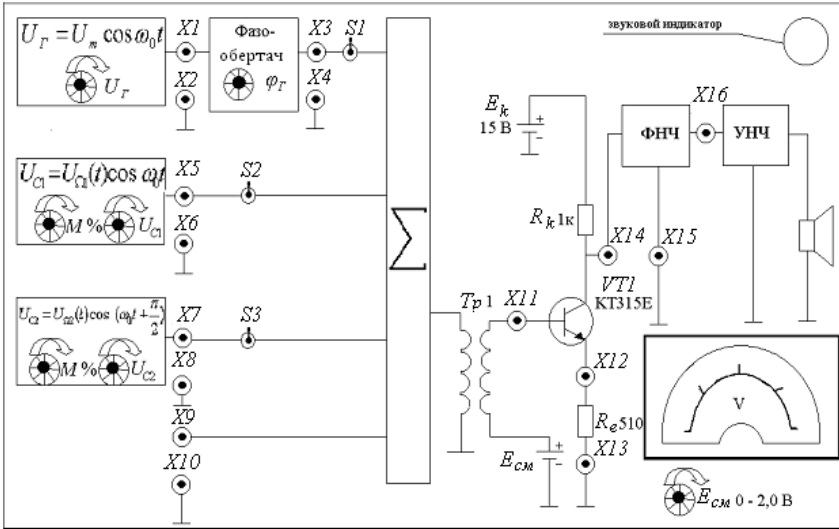 U_Г = U_m cos ω₀t
U_Г
X1
X2
Фазо-
обертач
φ_Г
X3
S1
X4
звуковой индикатор
U_C1 = U_Ω1(t)cos ω₀t
M%
U_C1
X5
S2
X6
U_C2 = U_Ω2(t)cos (ω₀t + π/2)
M%
U_C2
X7
S3
X8
X9
X10
Σ
E_k
15 В
+
−
R_k 1к
ФНЧ
X16
УНЧ
X14
X15
VT1
КТ315Е
Тр 1
X11
X12
R_e 510
X13
E_см
+
−
V
E_см 0 - 2,0 В